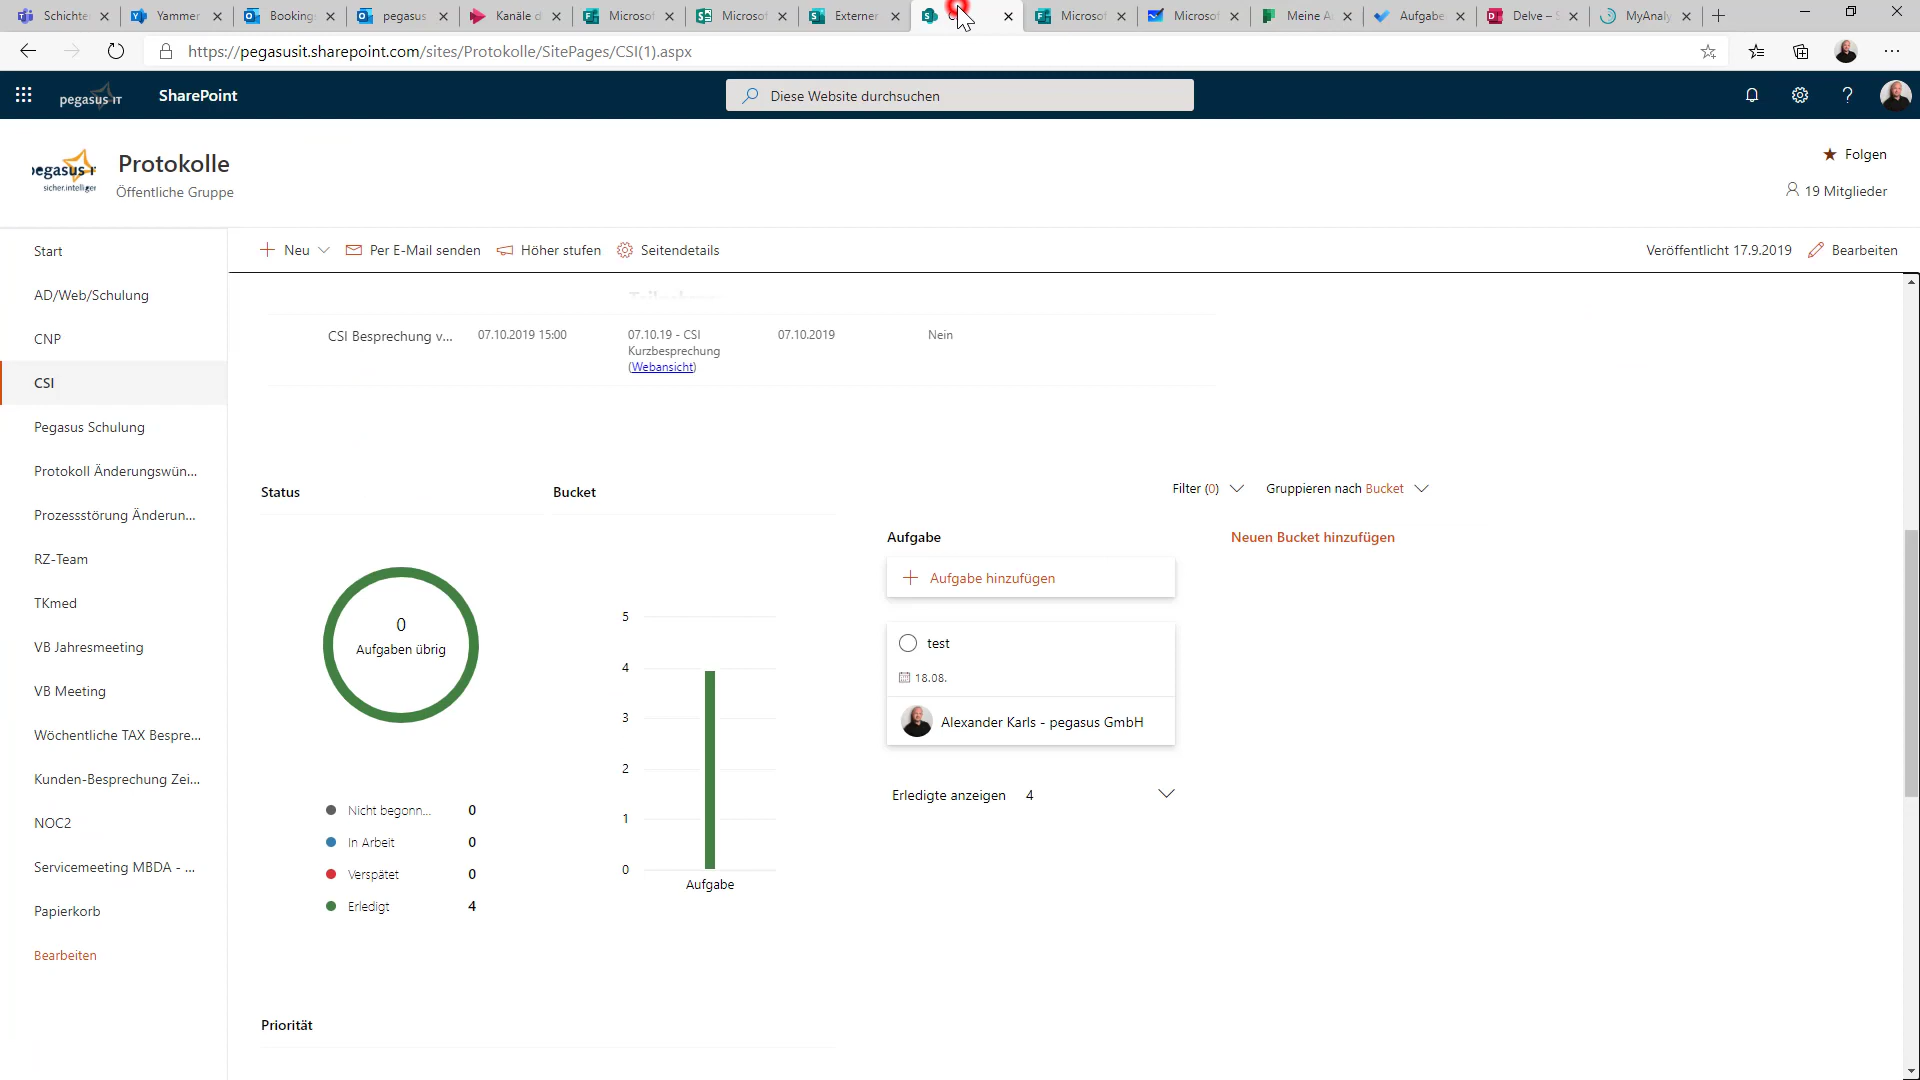 Schichten
Yammer
Bookings
pegasus
Kanäle d
Microsof
Microsof
Externer
Microsof
Microsof
Meine A
Aufgabe
Delve – S
MyAnaly
https://pegasusit.sharepoint.com/sites/Protokolle/SitePages/CSI(1).aspx
pegasus IT
SharePoint
Diese Website durchsuchen
Protokolle
Öffentliche Gruppe
Folgen
19 Mitglieder
Neu
Per E-Mail senden
Höher stufen
Seitendetails
Veröffentlicht 17.9.2019
Bearbeiten
Start
AD/Web/Schulung
CNP
CSI
Pegasus Schulung
Protokoll Änderungswün...
Prozessstörung Änderun...
RZ-Team
TKmed
VB Jahresmeeting
VB Meeting
Wöchentliche TAX Bespre...
Kunden-Besprechung Zei...
NOC2
Servicemeeting MBDA - ...
Papierkorb
Bearbeiten
CSI Besprechung v...
07.10.2019 15:00
07.10.19 - CSI
Kurzbesprechung
(Webansicht)
07.10.2019
Nein
Status
Bucket
Filter (0)
Gruppieren nach Bucket
0
Aufgaben übrig
Nicht begonn... 0
In Arbeit 0
Verspätet 0
Erledigt 4
5
4
3
2
1
0
Aufgabe
Aufgabe
Neuen Bucket hinzufügen
Aufgabe hinzufügen
test
18.08.
Alexander Karls - pegasus GmbH
Erledigte anzeigen 4
Priorität